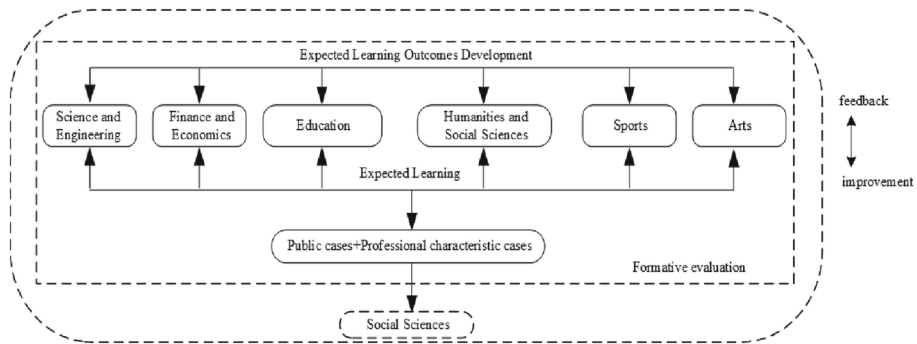 Expected Learning Outcomes Development
feedback
Science and
Engineering
Finance and
Economics
Education
Humanities and
Social Sciences
Sports
Arts
Expected Learning
improvement
Public cases+Professional characteristic cases
Formative evaluation
Social Sciences